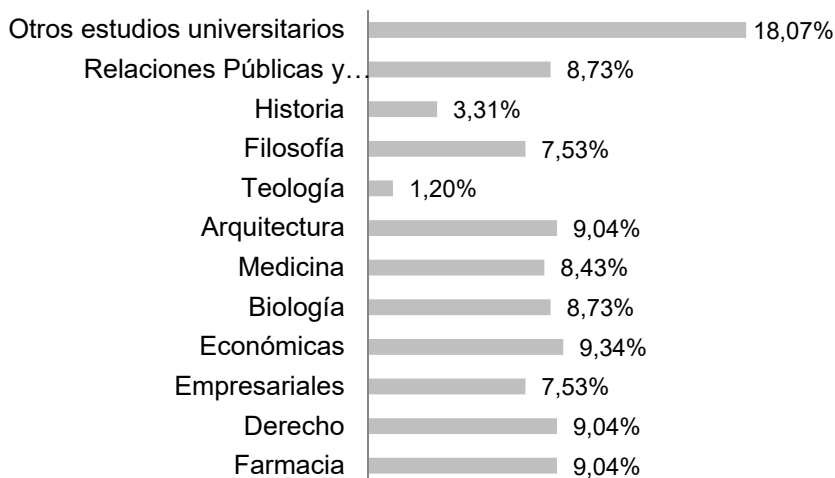 Otros estudios universitarios 18,07%
Relaciones Públicas y… 8,73%
Historia 3,31%
Filosofía 7,53%
Teología 1,20%
Arquitectura 9,04%
Medicina 8,43%
Biología 8,73%
Económicas 9,34%
Empresariales 7,53%
Derecho 9,04%
Farmacia 9,04%